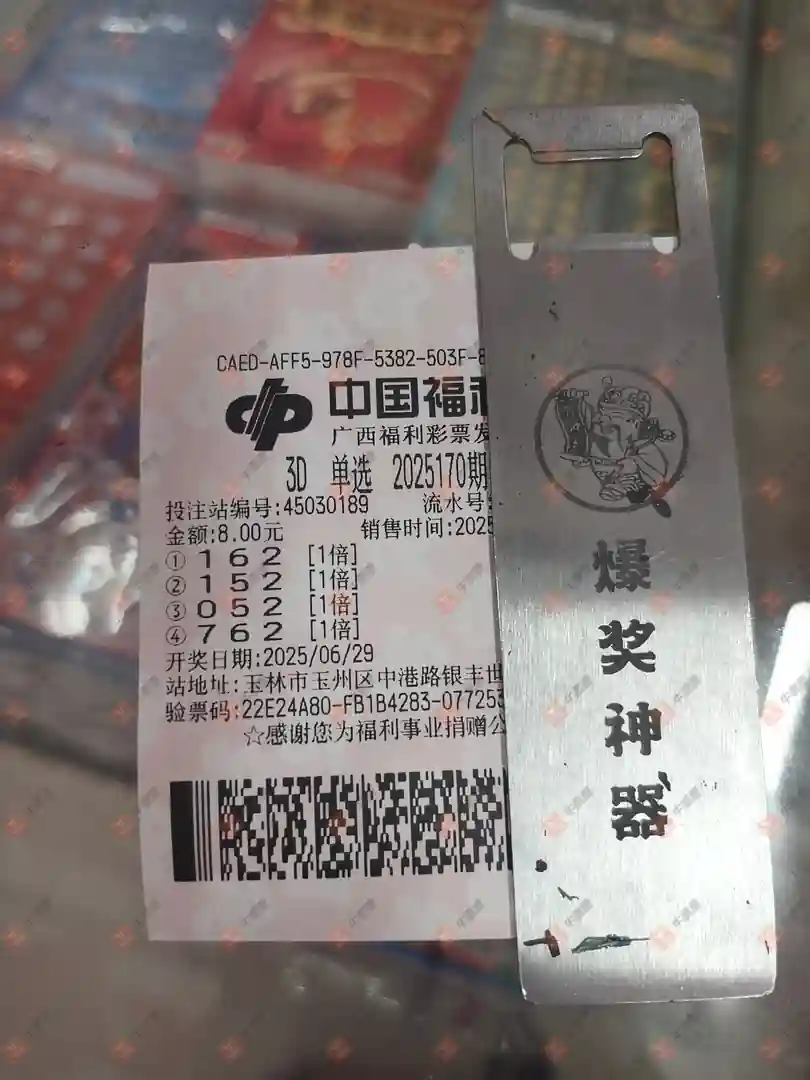 CAED-AFF5-978F-5382-503F-8
中国福利
广西福利彩票发
3D 单选 2025170期
投注站编号:45030189 流水号:
金额:8.00元 销售时间:2025
① 1 6 2 [1倍]
② 1 5 2 [1倍]
③ 0 5 2 [1倍]
④ 7 6 2 [1倍]
开奖日期:2025/06/29
站地址:玉林市玉州区中港路银丰世
验票码:22E24A80-FB1B4283-077253
☆感谢您为福利事业捐赠公
爆
奖
神
器